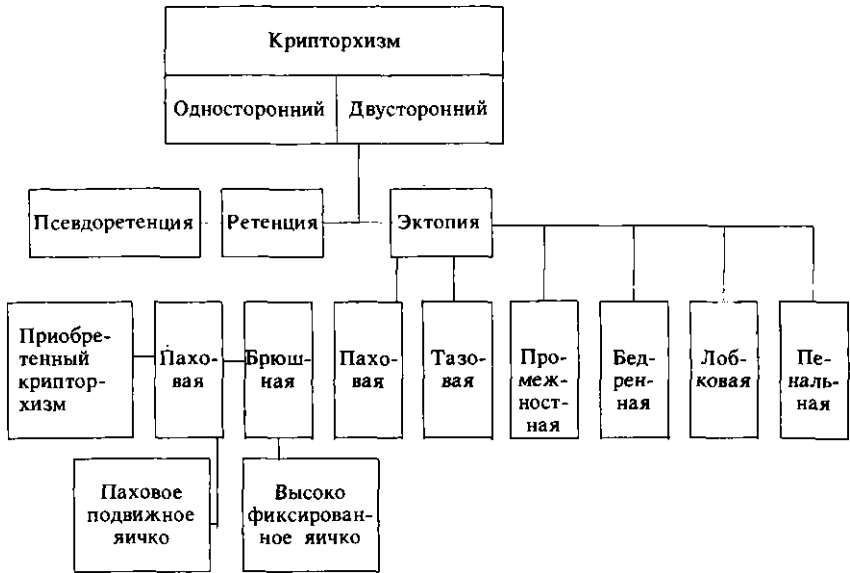 Крипторхизм
Односторонний
Двусторонний
Псевдоретенция
Ретенция
Эктопия
Приобре-
тенный
криптор-
хизм
Пахо-
вая
Брюш-
ная
Пахо-
вая
Тазо-
вая
Про-
меж-
ност-
ная
Бед-
рен-
ная
Лоб-
ковая
Пе-
наль-
ная
Паховое
подвижное
яичко
Высоко
фиксирован-
ное яичко